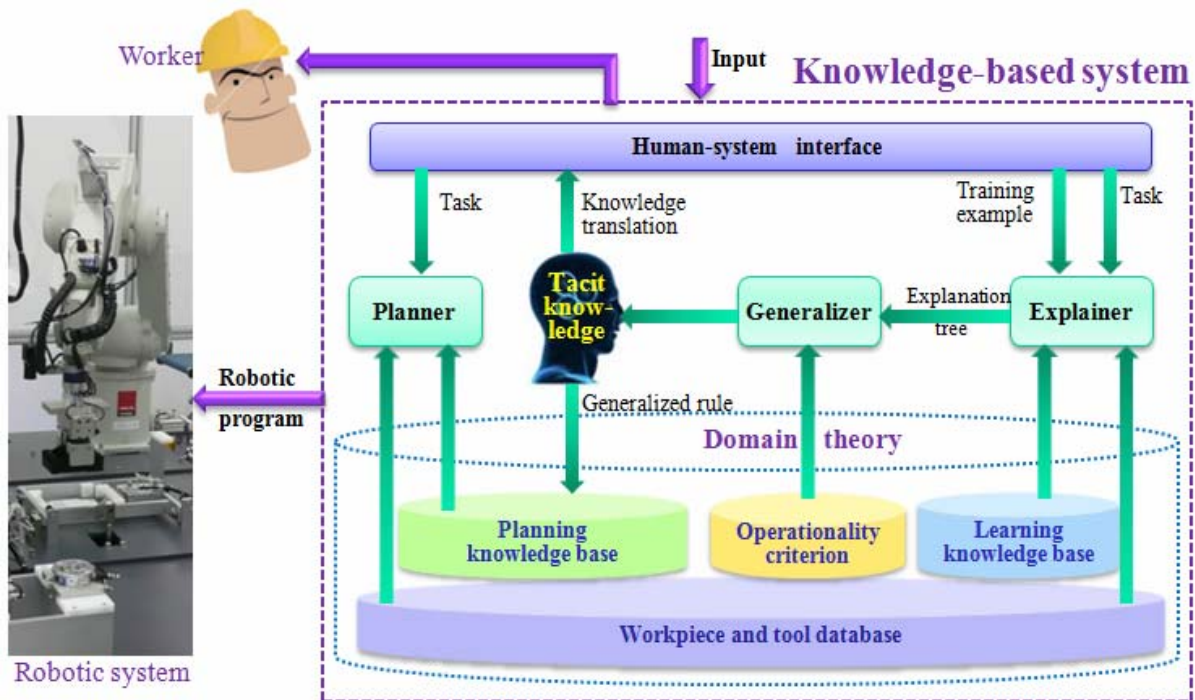 Worker
Input
Knowledge-based system
Human-system interface
Task
Knowledge
translation
Training
example
Task
Planner
Tacit
know-
ledge
Generalizer
Explanation
tree
Explainer
Robotic
program
Generalized rule
Domain theory
Planning
knowledge base
Operationality
criterion
Learning
knowledge base
Workpiece and tool database
Robotic system